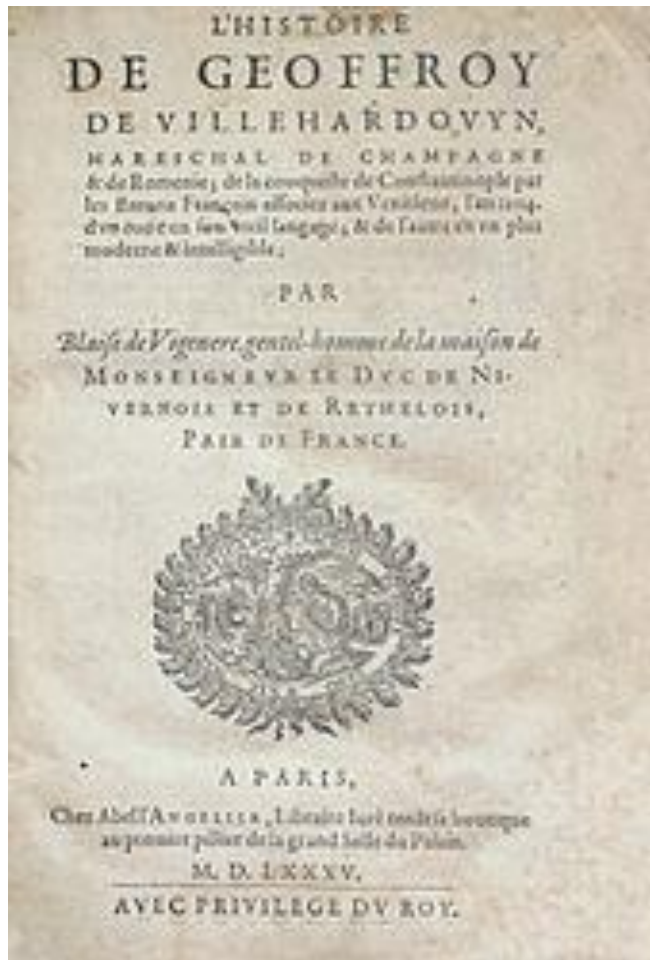 L'HISTOIRE
DE GEOFFROY
DE VILLEHARDOVYN,
MARESCHAL DE CHAMPAGNE
& de Romenie; de la conqueste de Constantinople par
les Barons François associez aux Venitiens, l'an 1204.
d'un costé en son vieil langage; & de l'autre en vn plus
moderne & intelligible;
PAR
Blaise de Vigenere, gentil-homme de la maison de
MONSEIGNEVR LE DVC DE NI-
VERNOIS ET DE RETHELOIS,
PAIR DE FRANCE.
A PARIS,
Chez Abel l'ANGELIER, Libraire Iuré tenãt sa boutique
au premier pillier de la grand Salle du Palais.
M. D. LXXXV.
AVEC PRIVILEGE DV ROY.